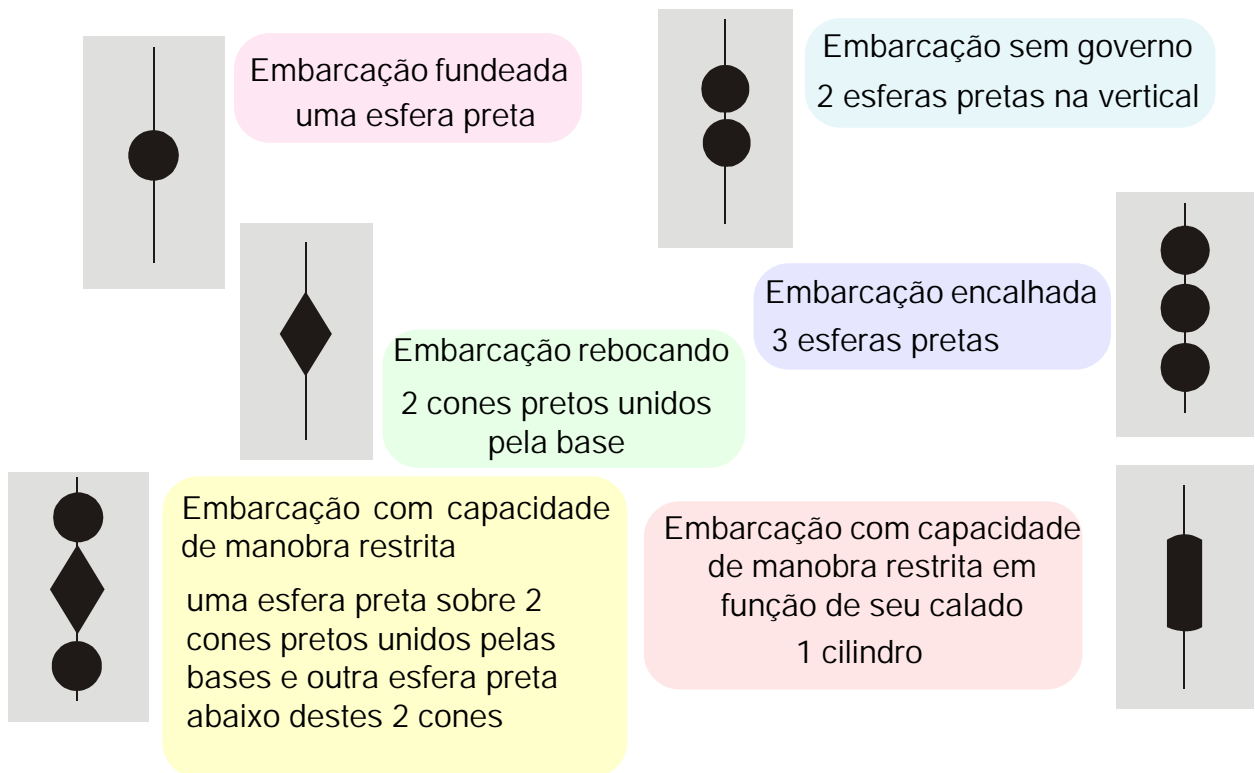 Embarcação fundeada
uma esfera preta
Embarcação sem governo
2 esferas pretas na vertical
Embarcação encalhada
3 esferas pretas
Embarcação rebocando
2 cones pretos unidos
pela base
Embarcação com capacidade
de manobra restrita
uma esfera preta sobre 2
cones pretos unidos pelas
bases e outra esfera preta
abaixo destes 2 cones
Embarcação com capacidade
de manobra restrita em
função de seu calado
1 cilindro